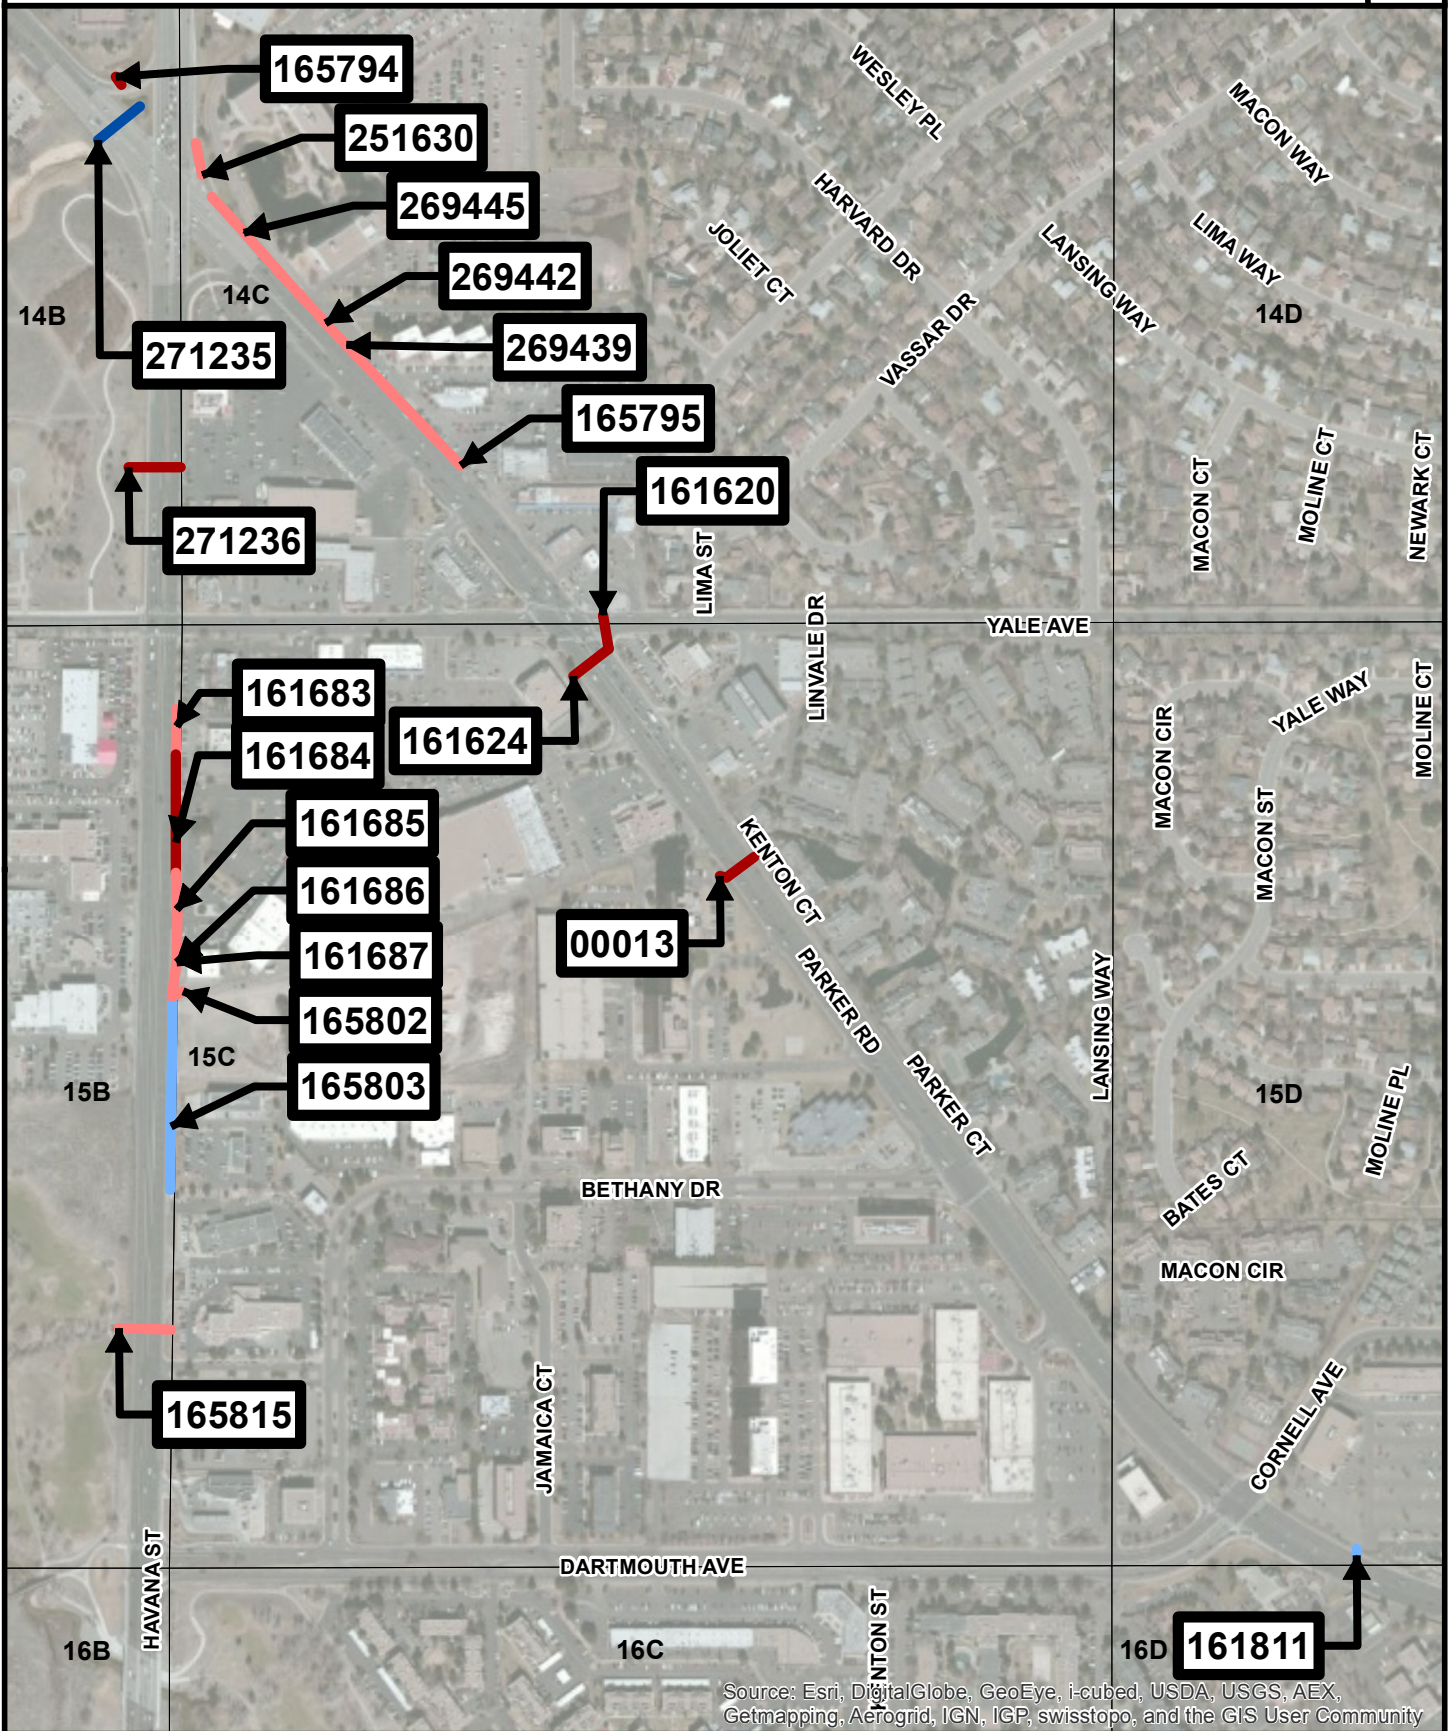 165794
251630
269445
269442
269439
165795
161620
271235
271236
14B
14C
14D
WESLEY PL
HARVARD DR
JOLIET CT
VASSAR DR
LANSING WAY
MACON WAY
LIMA WAY
MACON CT
MOLINE CT
NEWARK CT
LIMA ST
LINVALE DR
YALE AVE
161683
161684
161624
161685
161686
161687
165802
165803
00013
15B
15C
15D
KENTON CT
PARKER RD
PARKER CT
LANSING WAY
MACON CIR
YALE WAY
MACON ST
MOLINE CT
MOLINE PL
BATES CT
MACON CIR
BETHANY DR
165815
JAMAICA CT
CORNELL AVE
HAVANA ST
DARTMOUTH AVE
KENTON ST
16B
16C
16D
161811
Source: Esri, DigitalGlobe, GeoEye, i-cubed, USDA, USGS, AEX,
Getmapping, Aerogrid, IGN, IGP, swisstopo, and the GIS User Community